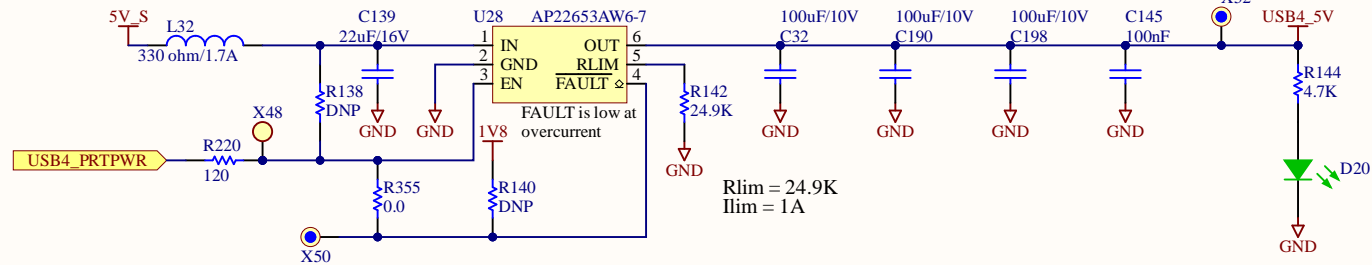 5V_S
L32
330 ohm/1.7A
C139
22uF/16V
U28
AP22653AW6-7
1
IN
OUT
6
2
GND
RLIM
5
3
EN
FAULT
4
FAULT is low at
overcurrent
100uF/10V
C32
100uF/10V
C190
100uF/10V
C198
C145
100nF
USB4_5V
R144
4.7K
R138
DNP
GND
GND
R142
24.9K
GND
GND
GND
GND
GND
X48
1V8
USB4_PRTPWR
R220
120
R355
0.0
R140
DNP
Rlim = 24.9K
Ilim = 1A
D20
GND
X50